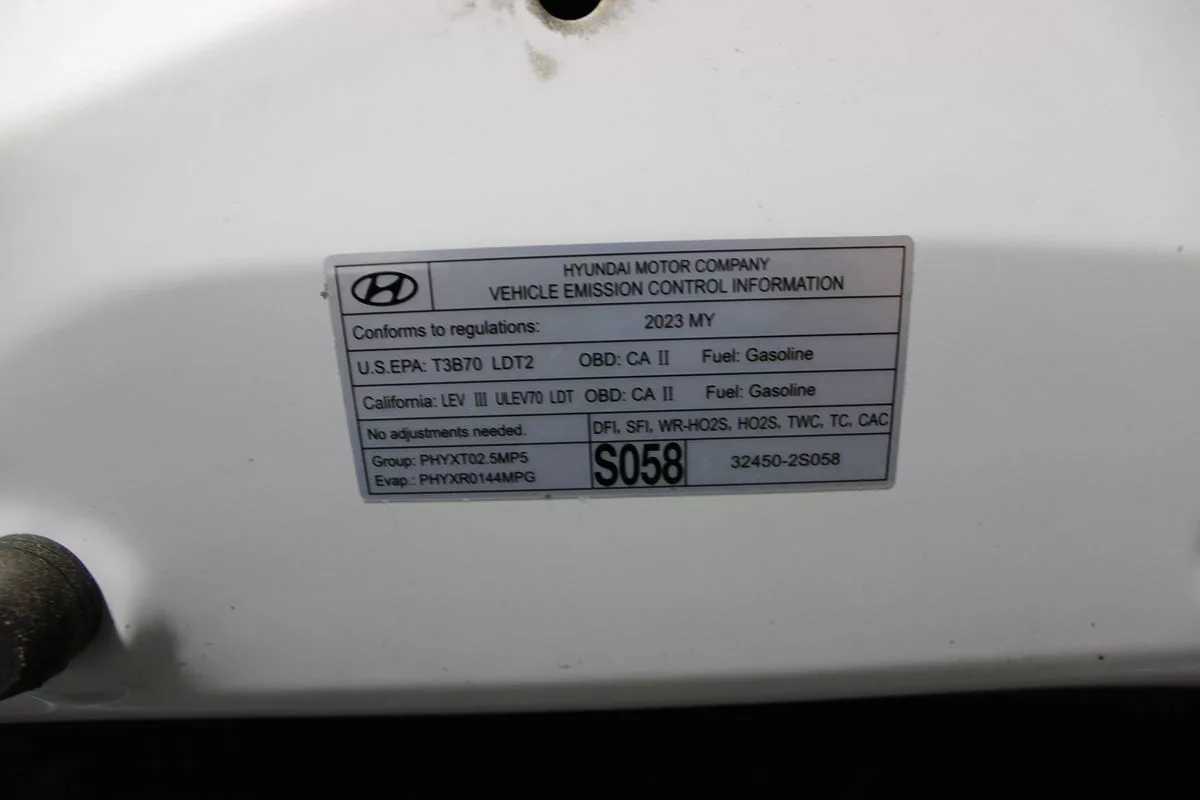 HYUNDAI MOTOR COMPANY
VEHICLE EMISSION CONTROL INFORMATION
Conforms to regulations: 2023 MY
U.S.EPA: T3B70 LDT2 OBD: CA II Fuel: Gasoline
California: LEV III ULEV70 LDT OBD: CA II Fuel: Gasoline
No adjustments needed. DFI, SFI, WR-HO2S, HO2S, TWC, TC, CAC
Group: PHYXT02.5MP5
Evap.: PHYXR0144MPG
S058 32450-2S058